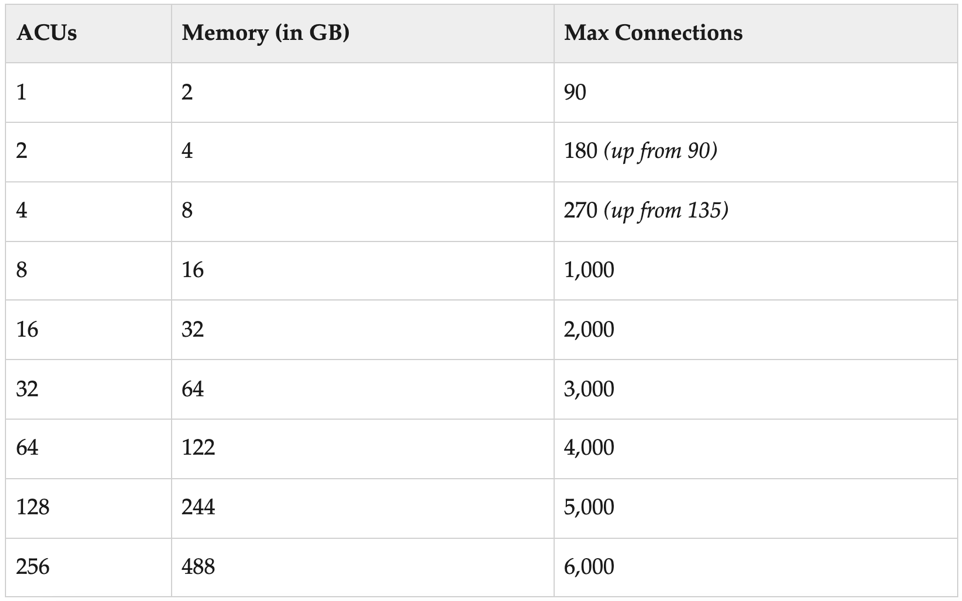 ACUs Memory (in GB) Max Connections
1 2 90
2 4 180 (up from 90)
4 8 270 (up from 135)
8 16 1,000
16 32 2,000
32 64 3,000
64 122 4,000
128 244 5,000
256 488 6,000